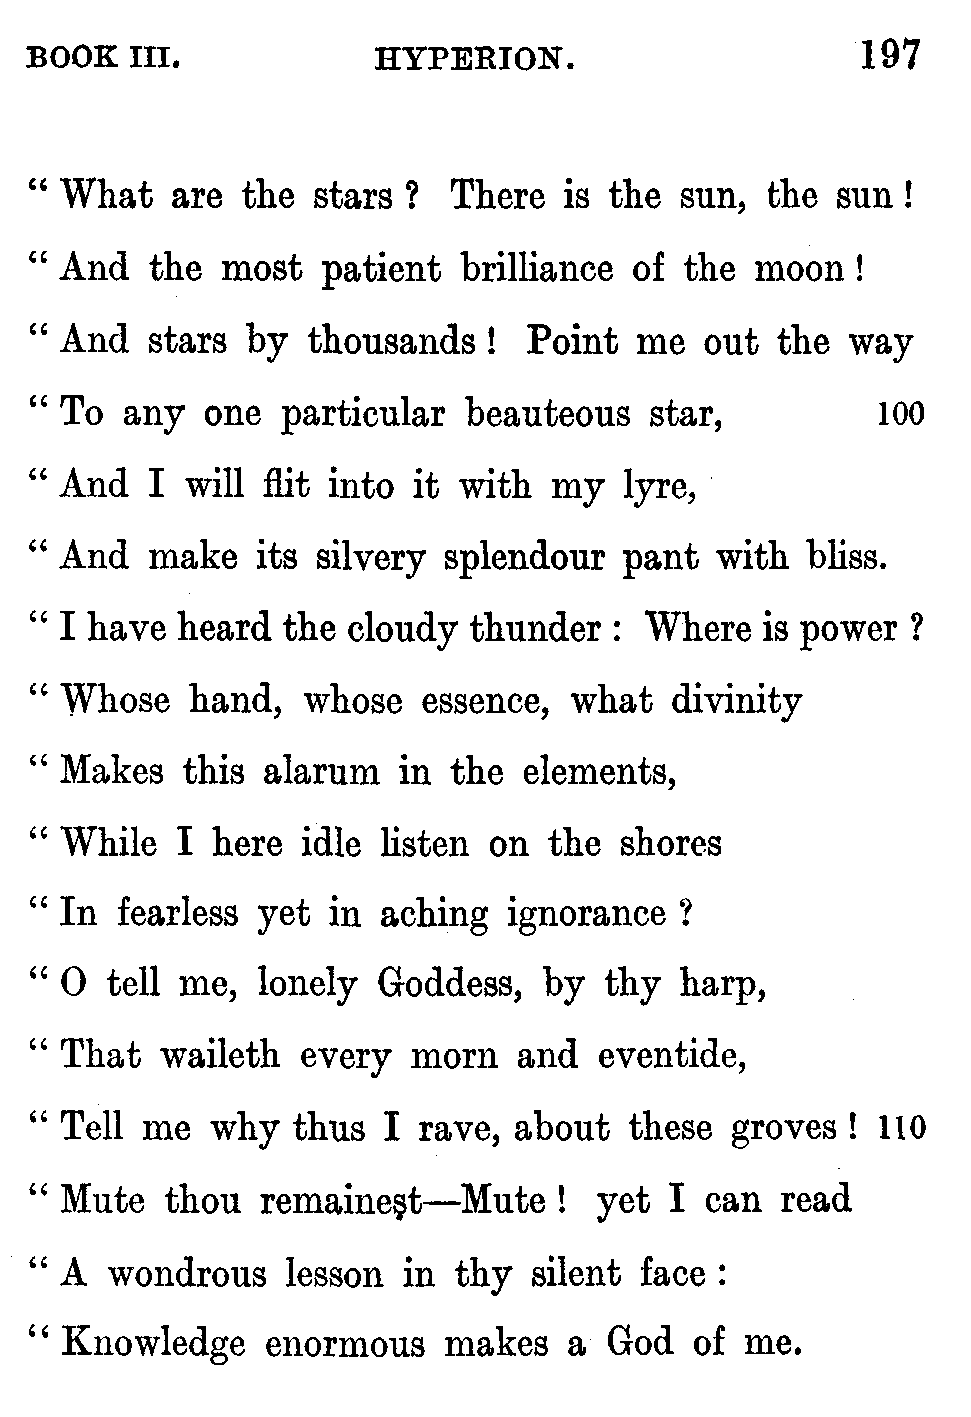 BOOK III. HYPERION. 197
“ What are the stars ? There is the sun, the sun !
“ And the most patient brilliance of the moon !
“ And stars by thousands ! Point me out the way
“ To any one particular beauteous star, 100
“ And I will flit into it with my lyre,
“ And make its silvery splendour pant with bliss.
“ I have heard the cloudy thunder : Where is power ?
“ Whose hand, whose essence, what divinity
“ Makes this alarum in the elements,
“ While I here idle listen on the shores
“ In fearless yet in aching ignorance ?
“ O tell me, lonely Goddess, by thy harp,
“ That waileth every morn and eventide,
“ Tell me why thus I rave, about these groves ! 110
“ Mute thou remainest—Mute ! yet I can read
“ A wondrous lesson in thy silent face :
“ Knowledge enormous makes a God of me.